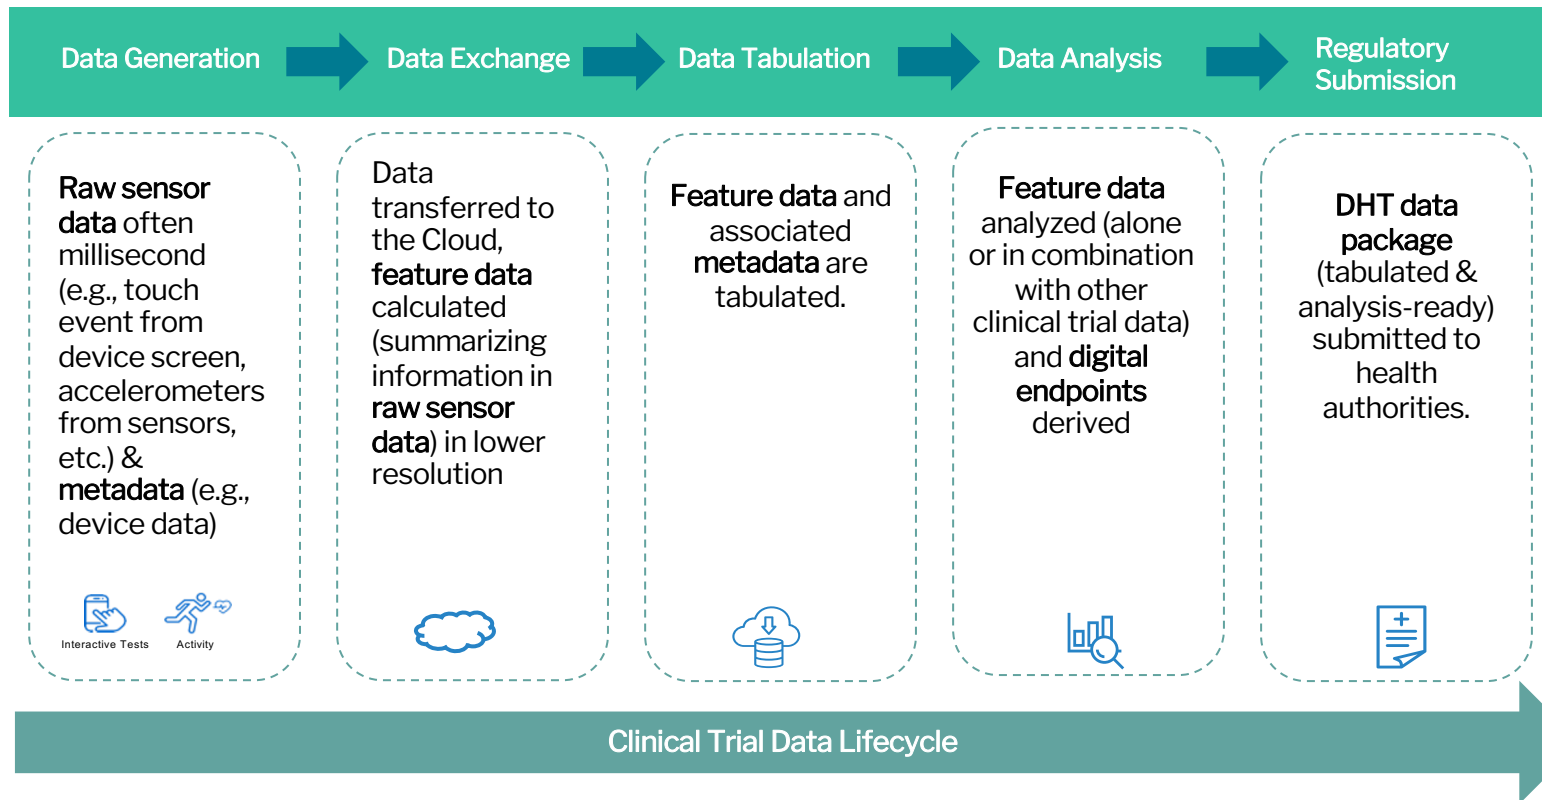 Data Generation
Data Exchange
Data Tabulation
Data Analysis
Regulatory
Submission
Raw sensor
data often
millisecond
(e.g., touch
event from
device screen,
accelerometers
from sensors,
etc.) &
metadata (e.g.,
device data)
Interactive Tests
Activity
Data
transferred to
the Cloud,
feature data
calculated
(summarizing
information in
raw sensor
data) in lower
resolution
Feature data and
associated
metadata are
tabulated.
Feature data
analyzed (alone
or in combination
with other
clinical trial data)
and digital
endpoints
derived
DHT data
package
(tabulated &
analysis-ready)
submitted to
health
authorities.
Clinical Trial Data Lifecycle